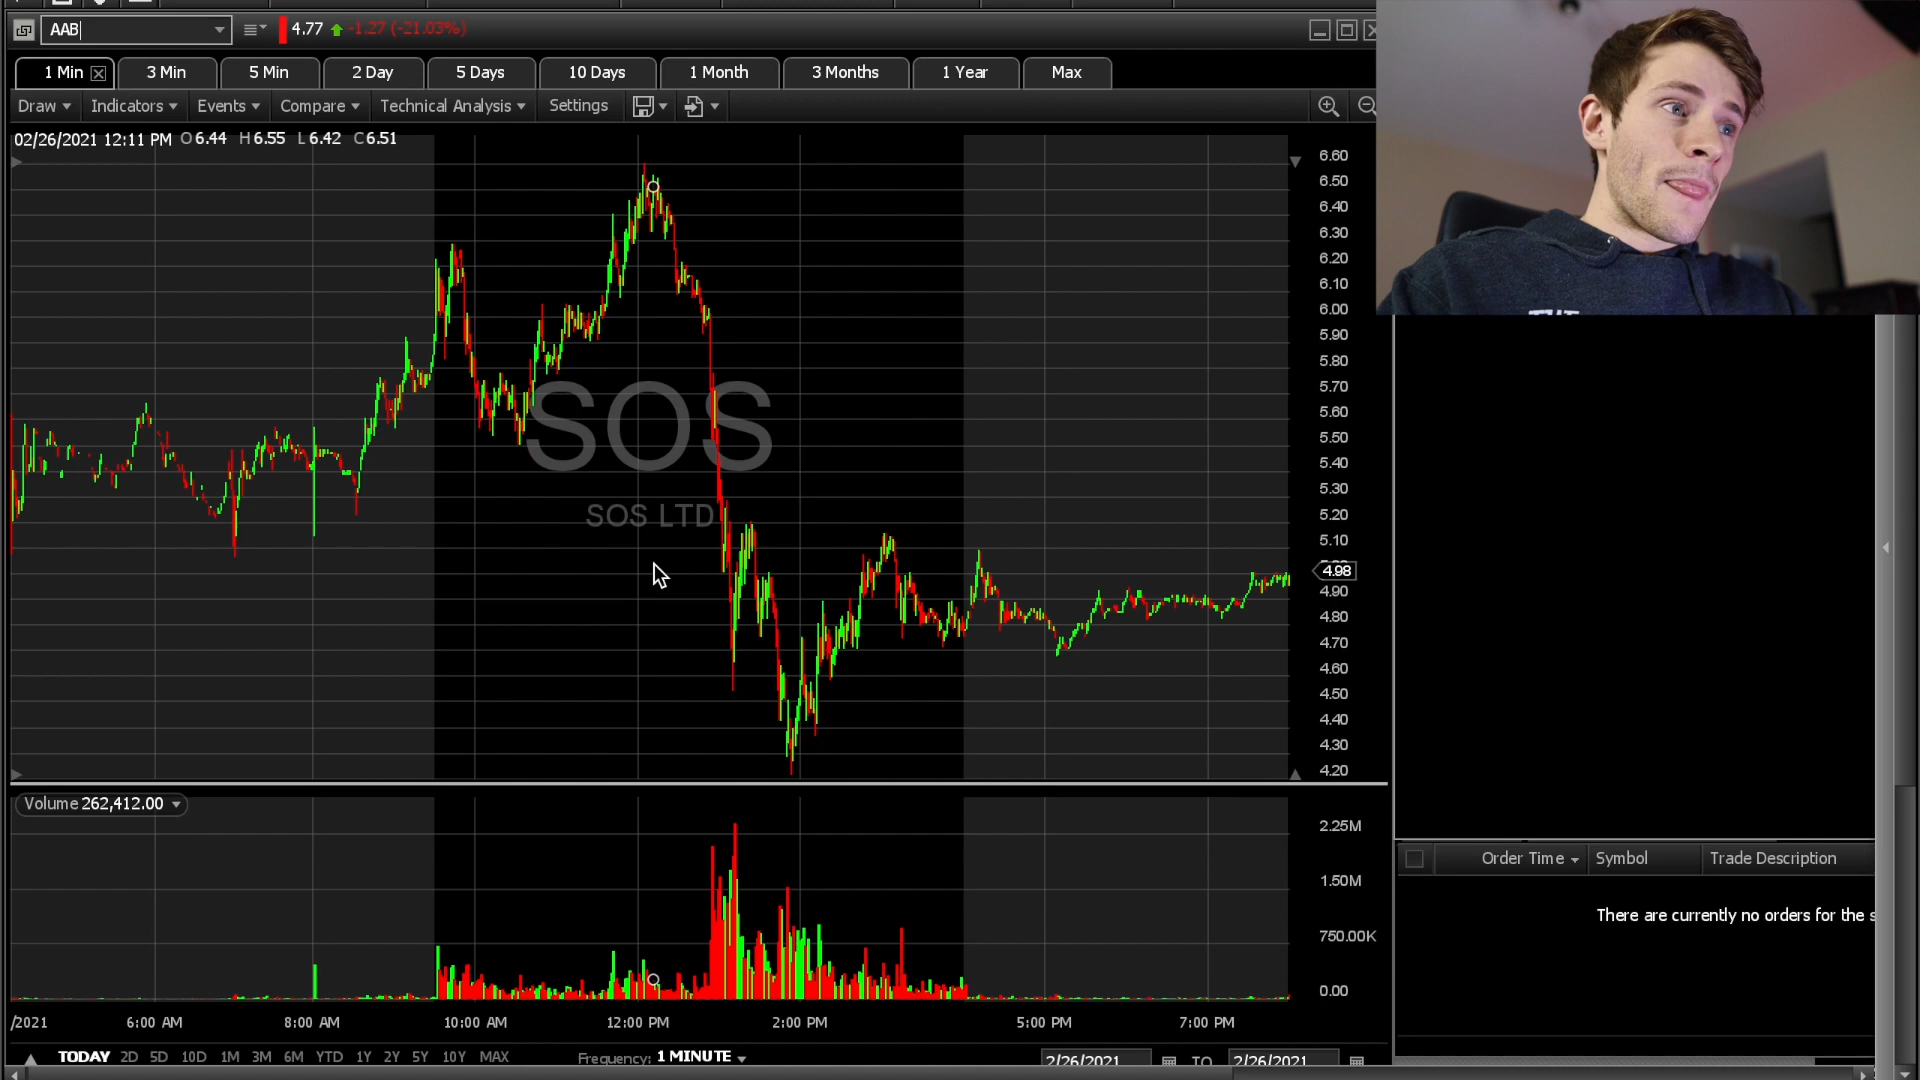 AAB
4.77 -1.27 (-21.03%)
1 Min 3 Min 5 Min 2 Day 5 Days 10 Days 1 Month 3 Months 1 Year Max
Draw Indicators Events Compare Technical Analysis Settings
02/26/2021 12:11 PM O 6.44 H 6.55 L 6.42 C 6.51
6.60
6.50
6.40
6.30
6.20
6.10
6.00
5.90
5.80
5.70
5.60
5.50
5.40
5.30
5.20
5.10
4.98
4.90
4.80
4.70
4.60
4.50
4.40
4.30
4.20
SOS
SOS LTD
Volume 262,412.00
2.25M
1.50M
750.00K
0.00
/2021 6:00 AM 8:00 AM 10:00 AM 12:00 PM 2:00 PM 5:00 PM 7:00 PM
TODAY 2D 5D 10D 1M 3M 6M YTD 1Y 2Y 5Y 10Y MAX
Frequency: 1 MINUTE
2/26/2021 TO 2/26/2021
Order Time Symbol Trade Description
There are currently no orders for the s